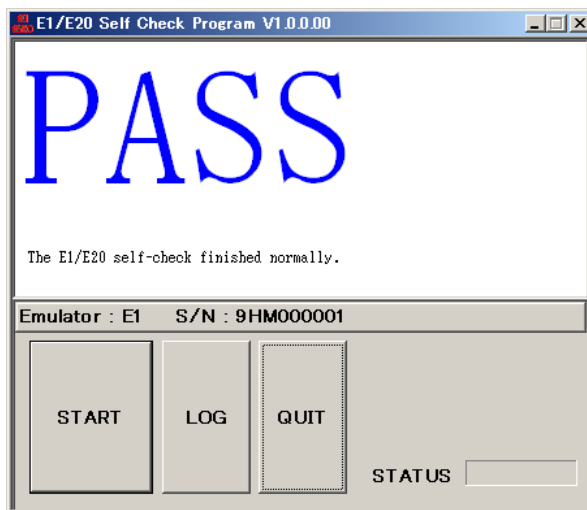 E1/E20 Self Check Program V1.0.0.00
PASS
The E1/E20 self-check finished normally.
Emulator : E1 S/N : 9HM000001
START LOG QUIT
STATUS